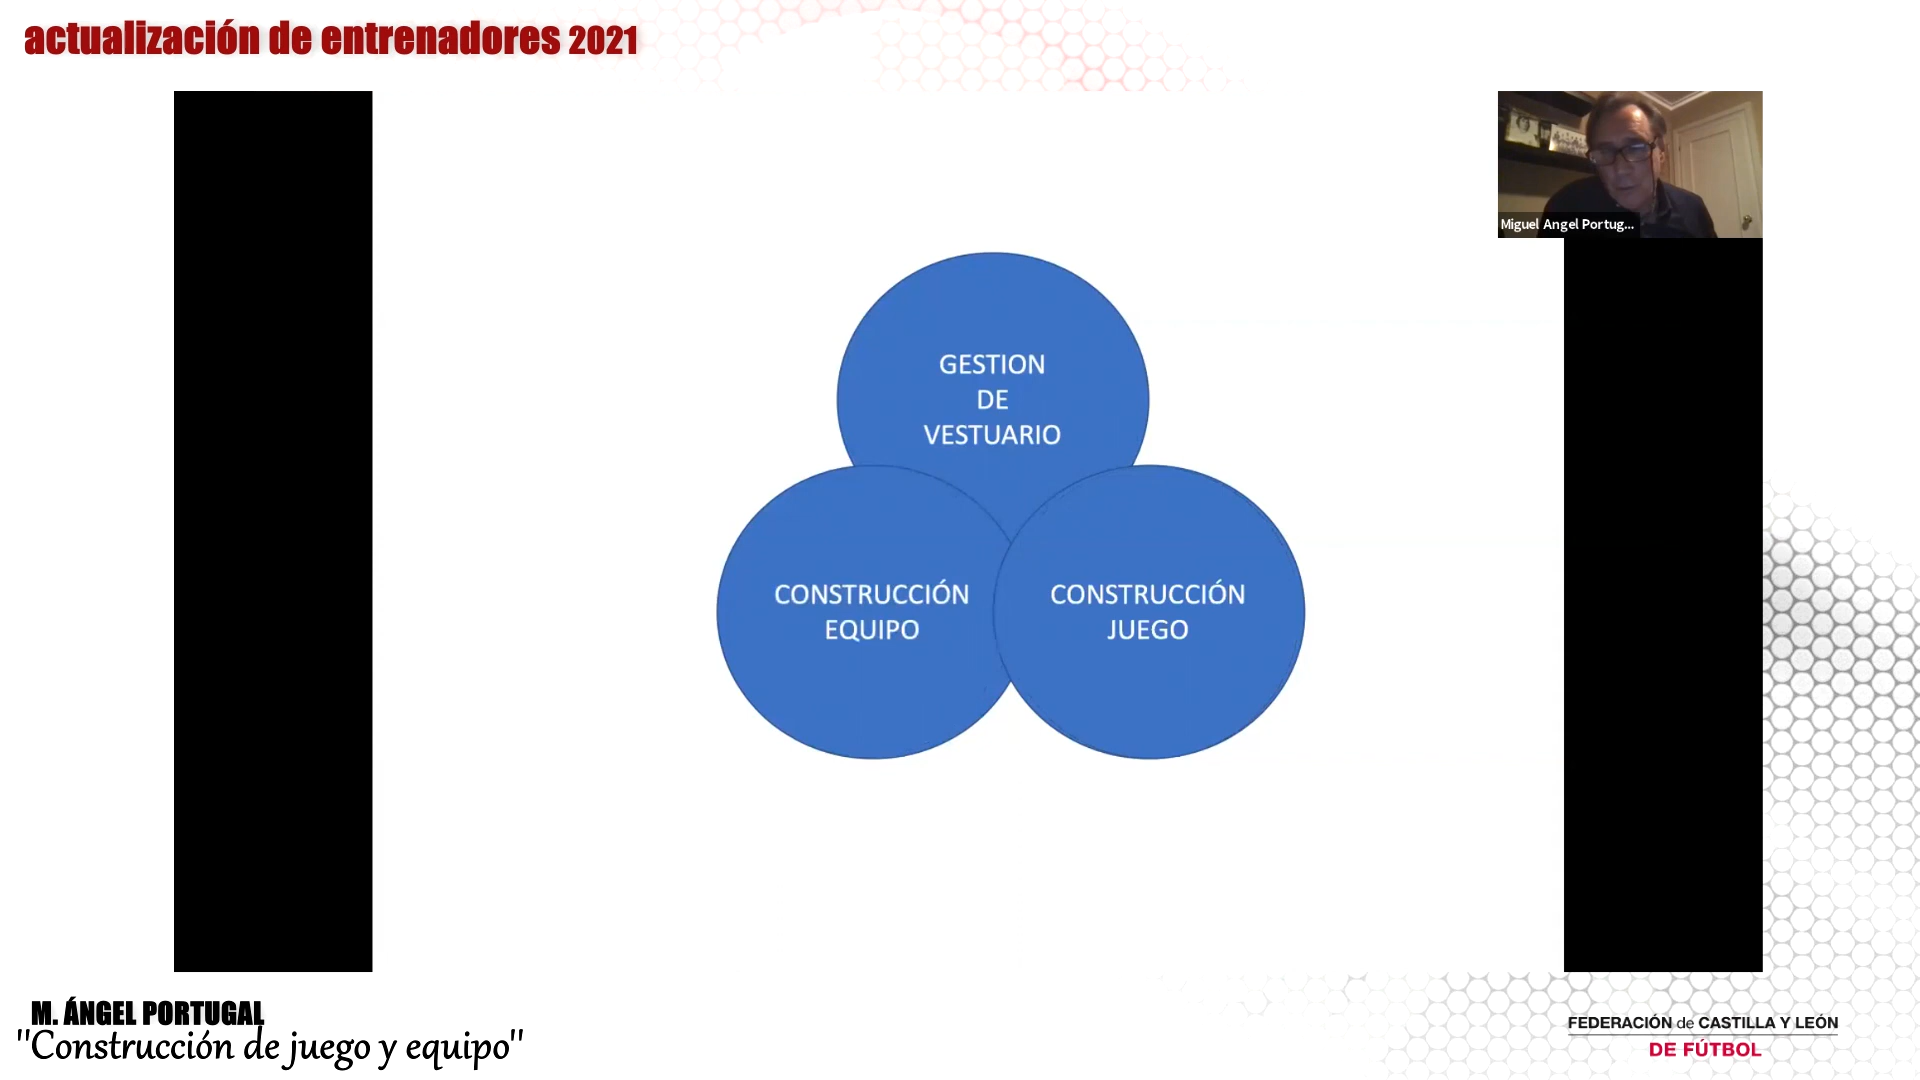 actualización de entrenadores 2021
Miguel Angel Portug...
GESTION
DE
VESTUARIO
CONSTRUCCIÓN
EQUIPO
CONSTRUCCIÓN
JUEGO
M. ÁNGEL PORTUGAL
"Construcción de juego y equipo"
FEDERACIÓN de CASTILLA Y LEÓN
DE FÚTBOL